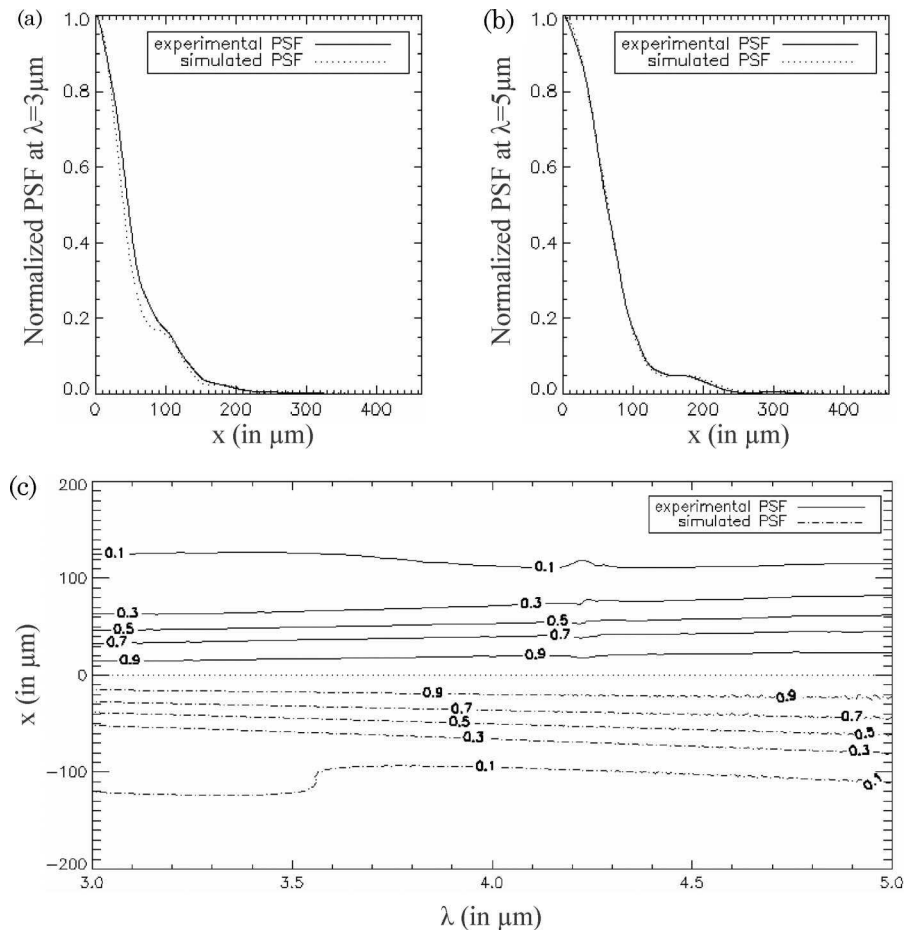 (a)
1.0
0.8
0.6
0.4
0.2
0.0
experimental PSF
simulated PSF
Normalized PSF at λ=3μm
0 100 200 300 400
x (in μm)
(b)
1.0
0.8
0.6
0.4
0.2
0.0
experimental PSF
simulated PSF
Normalized PSF at λ=5μm
0 100 200 300 400
x (in μm)
(c)
200
100
0
-100
-200
x (in μm)
experimental PSF
simulated PSF
0.1 0.1
0.3 0.3
0.5 0.5
0.7 0.7
0.9 0.9
0.9 0.9
0.7 0.7
0.5 0.5
0.3 0.3
0.1 0.1
3.0 3.5 4.0 4.5 5.0
λ (in μm)